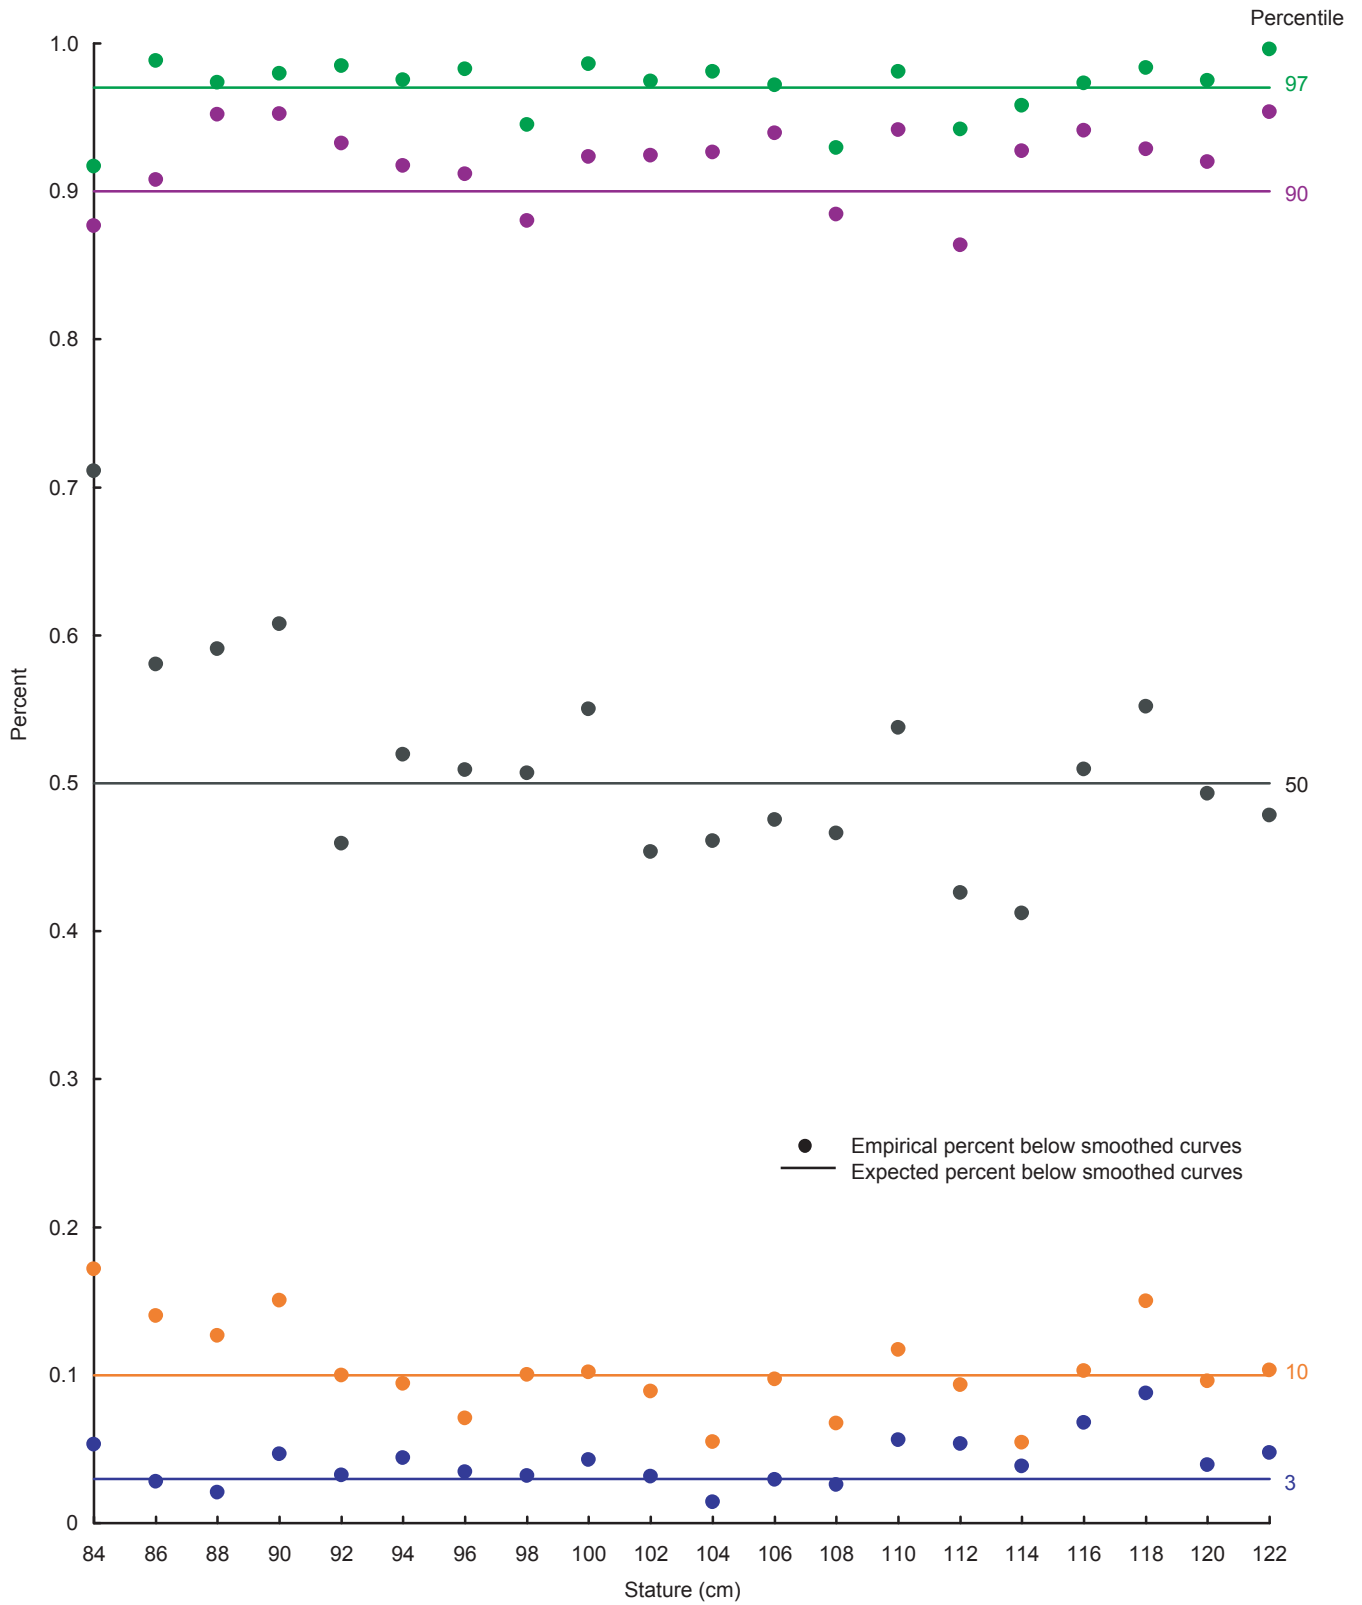 Percentile
1.0
97
0.9
90
0.8
0.7
0.6
Percent
0.5
50
0.4
0.3
Empirical percent below smoothed curves
Expected percent below smoothed curves
0.2
0.1
10
3
0
84 86 88 90 92 94 96 98 100 102 104 106 108 110 112 114 116 118 120 122
Stature (cm)